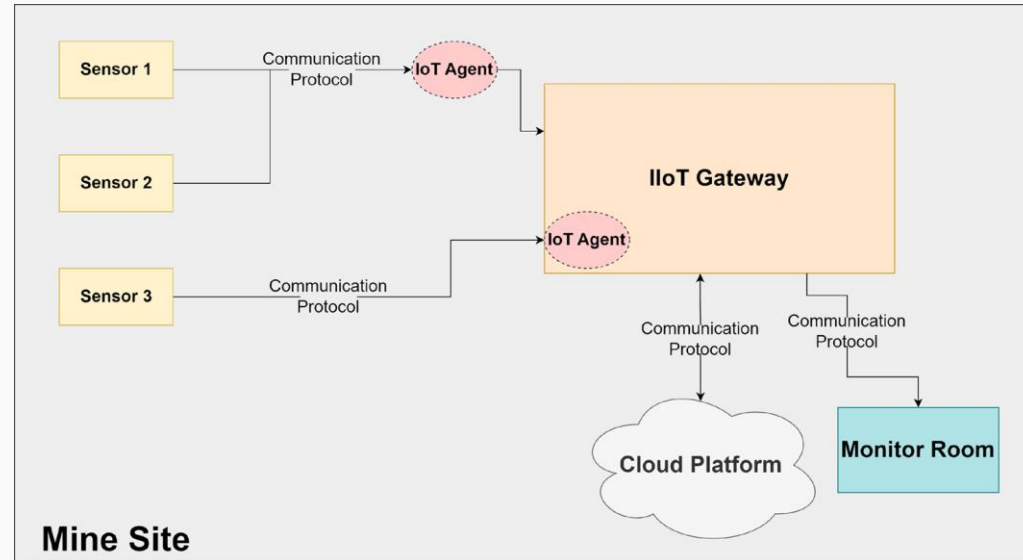 Sensor 1
Communication
Protocol
IoT Agent
Sensor 2
IIoT Gateway
IoT Agent
Sensor 3
Communication
Protocol
Communication
Protocol
Communication
Protocol
Cloud Platform
Monitor Room
Mine Site